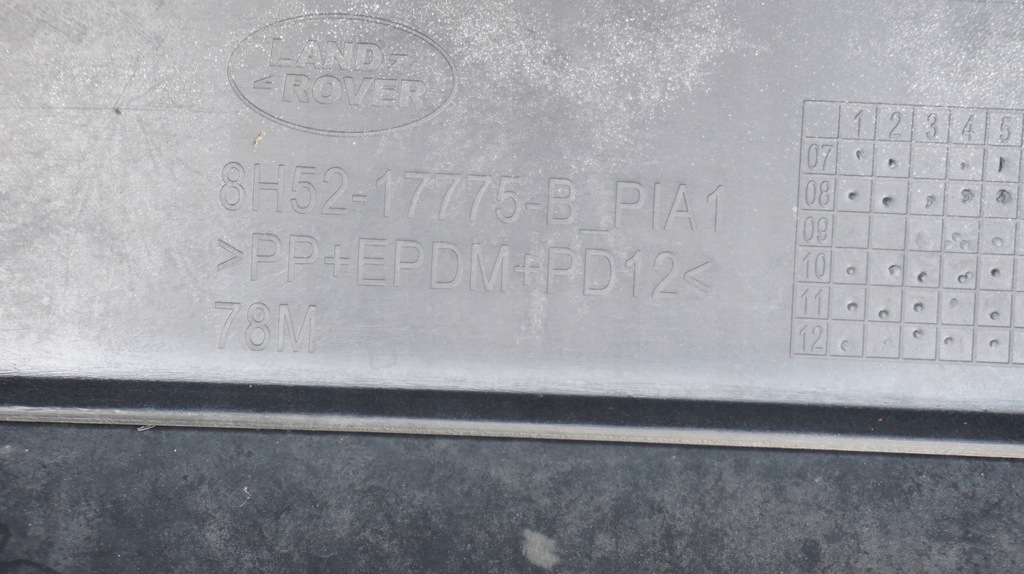 LAND
ROVER
8H52-17775-B_PIA1
>PP+EPDM+PD12<
78M
1 2 3 4 5
07
08
09
10
11
12